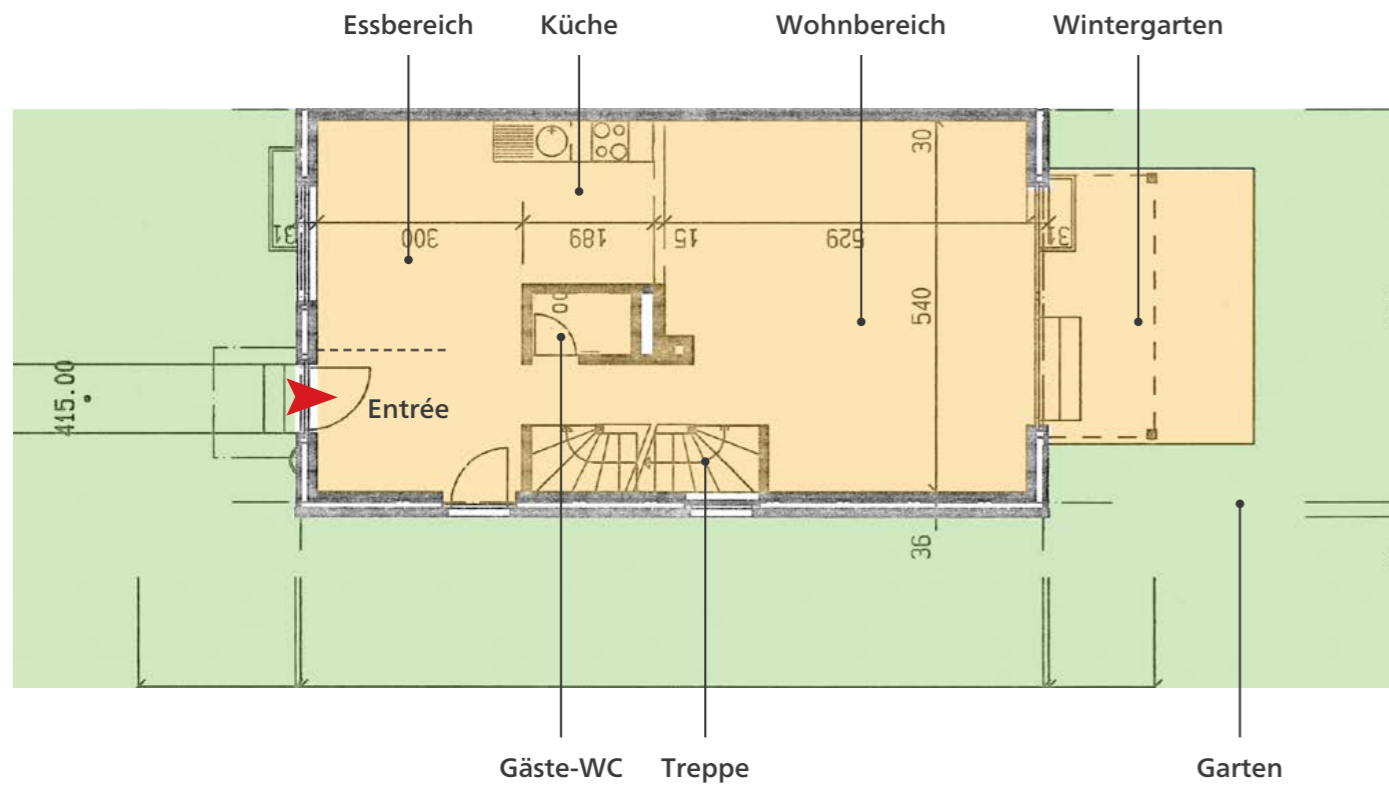 Essbereich Küche Wohnbereich Wintergarten
30
31 300 189 15 529 31
540
00
415.00
Entrée
36
Gäste-WC Treppe Garten